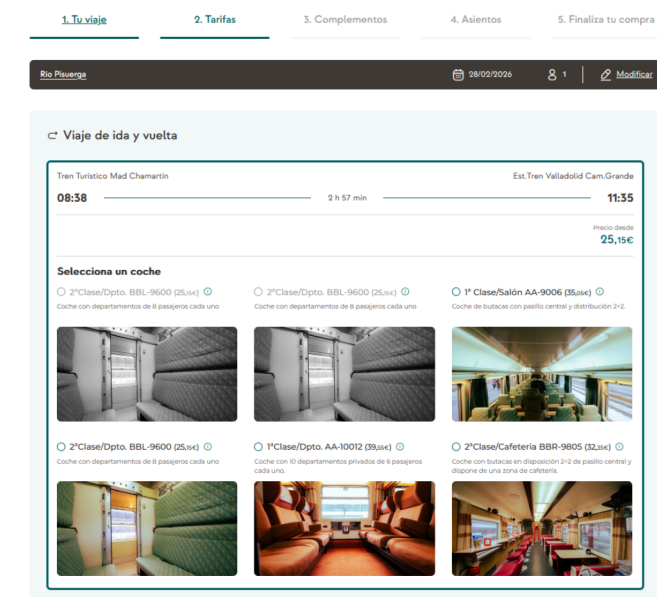 1. Tu viaje
2. Tarifas
3. Complementos
4. Asientos
5. Finaliza tu compra
Río Pisuerga
28/02/2026
1
Modificar
Viaje de ida y vuelta
Tren Turístico Mad Chamartin
Est.Tren Valladolid Cam.Grande
08:38
2 h 57 min
11:35
Precio desde
25,15€
Selecciona un coche
2ªClase/Dpto. BBL-9600 (25,15€)
2ªClase/Dpto. BBL-9600 (25,15€)
1ª Clase/Salón AA-9006 (35,05€)
Coche con departamentos de 8 pasajeros cada uno
Coche con departamentos de 8 pasajeros cada uno
Coche de butacas con pasillo central y distribución 2+2.
2ªClase/Dpto. BBL-9600 (25,15€)
1ªClase/Dpto. AA-10012 (39,55€)
2ªClase/Cafetería BBR-9805 (32,35€)
Coche con departamentos de 8 pasajeros cada uno
Coche con 10 departamentos privados de 6 pasajeros
cada uno.
Coche con butacas en disposición 2+2 de pasillo central y
dispone de una zona de cafetería.